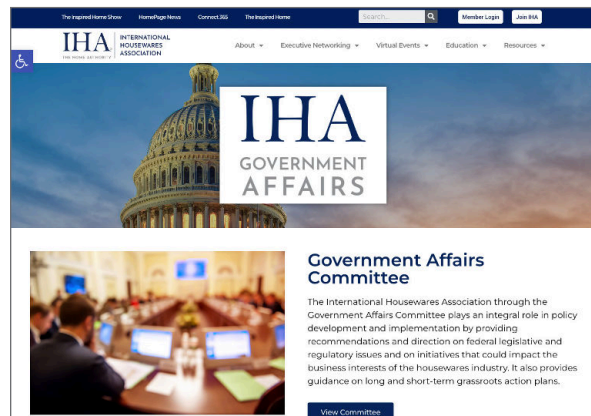 The Inspired Home Show HomePage News Connect 365 The Inspired Home Search... Member Login Join IHA
IHA INTERNATIONAL HOUSEWARES ASSOCIATION
THE HOME AUTHORITY
About Executive Networking Virtual Events Education Resources
IHA
GOVERNMENT
AFFAIRS
Government Affairs
Committee
The International Housewares Association through the
Government Affairs Committee plays an integral role in policy
development and implementation by providing
recommendations and direction on federal legislative and
regulatory issues and on initiatives that could impact the
business interests of the housewares industry. It also provides
guidance on long and short-term grassroots action plans.
View Committee